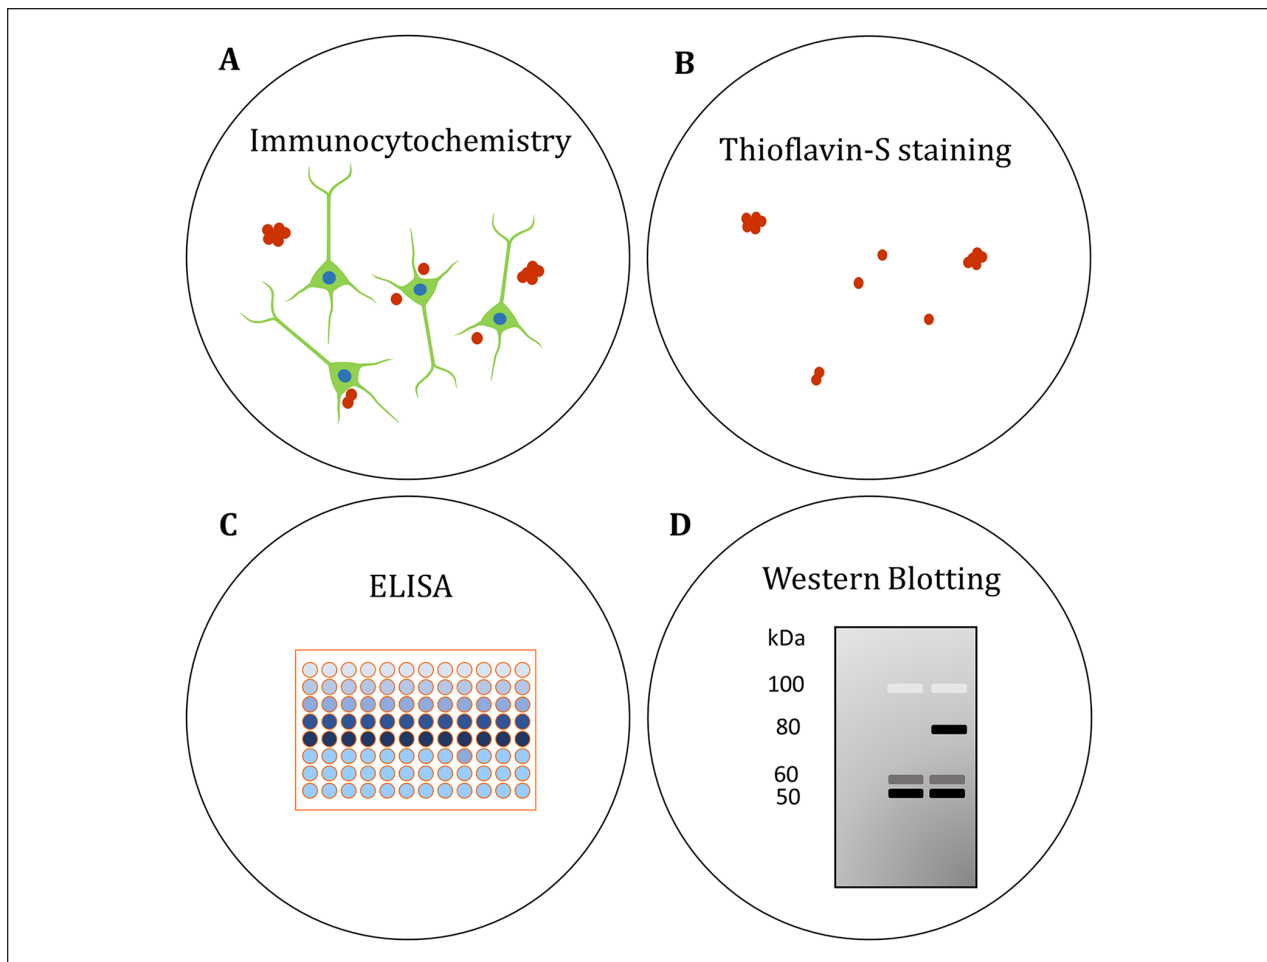 A
Immunocytochemistry
B
Thioflavin-S staining
C
ELISA
D
Western Blotting
kDa
100
80
60
50